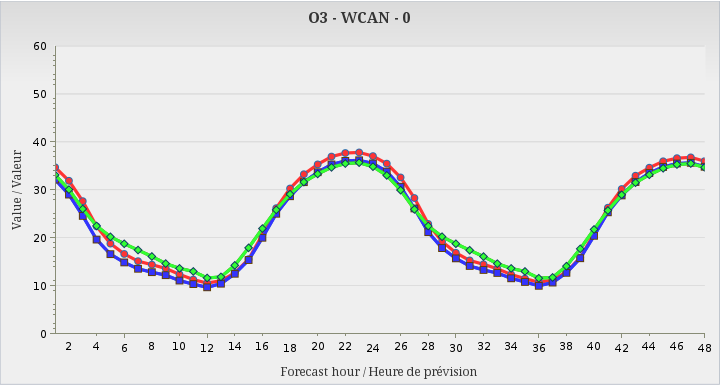 O3 - WCAN - 0
60
50
40
30
20
10
0
Value / Valeur
2 4 6 8 10 12 14 16 18 20 22 24 26 28 30 32 34 36 38 40 42 44 46 48
Forecast hour / Heure de prévision